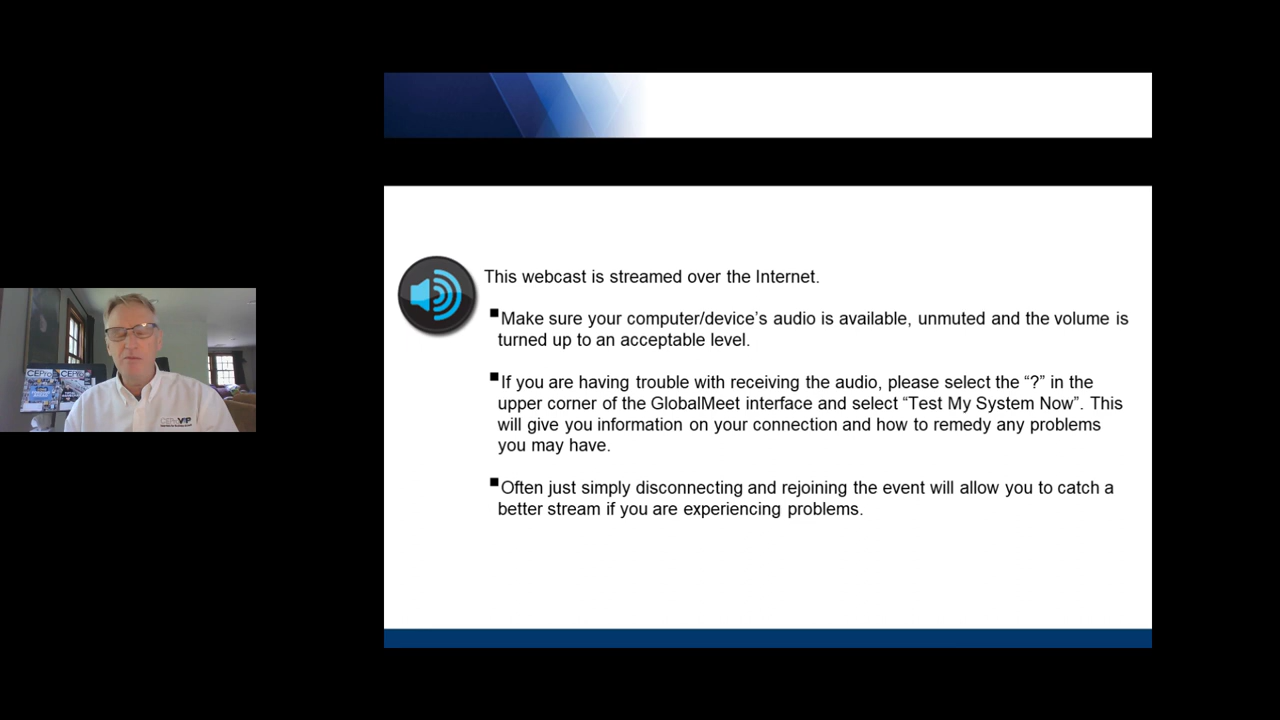 This webcast is streamed over the Internet.
▪Make sure your computer/device’s audio is available, unmuted and the volume is
turned up to an acceptable level.
▪If you are having trouble with receiving the audio, please select the “?” in the
upper corner of the GlobalMeet interface and select “Test My System Now”. This
will give you information on your connection and how to remedy any problems
you may have.
▪Often just simply disconnecting and rejoining the event will allow you to catch a
better stream if you are experiencing problems.